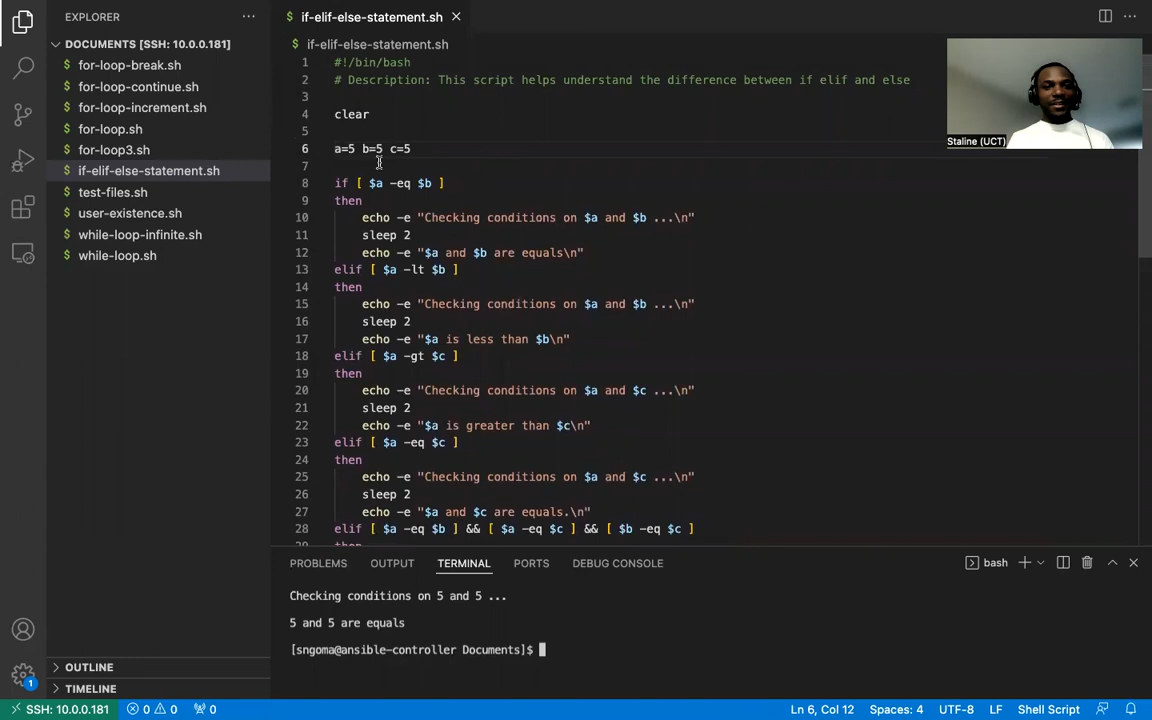 EXPLORER
DOCUMENTS [SSH: 10.0.0.181]
$ for-loop-break.sh
$ for-loop-continue.sh
$ for-loop-increment.sh
$ for-loop.sh
$ for-loop3.sh
$ if-elif-else-statement.sh
$ test-files.sh
$ user-existence.sh
$ while-loop-infinite.sh
$ while-loop.sh
OUTLINE
TIMELINE
$ if-elif-else-statement.sh
$ if-elif-else-statement.sh
1 #!/bin/bash
2 # Description: This script helps understand the difference between if elif and else
3
4 clear
5
6 a=5 b=5 c=5
7
8 if [ $a -eq $b ]
9 then
10 echo -e "Checking conditions on $a and $b ...\n"
11 sleep 2
12 echo -e "$a and $b are equals\n"
13 elif [ $a -lt $b ]
14 then
15 echo -e "Checking conditions on $a and $b ...\n"
16 sleep 2
17 echo -e "$a is less than $b\n"
18 elif [ $a -gt $c ]
19 then
20 echo -e "Checking conditions on $a and $c ...\n"
21 sleep 2
22 echo -e "$a is greater than $c\n"
23 elif [ $a -eq $c ]
24 then
25 echo -e "Checking conditions on $a and $c ...\n"
26 sleep 2
27 echo -e "$a and $c are equals.\n"
28 elif [ $a -eq $b ] && [ $a -eq $c ] && [ $b -eq $c ]
Staline (UCT)
PROBLEMS OUTPUT TERMINAL PORTS DEBUG CONSOLE bash
Checking conditions on 5 and 5 ...
5 and 5 are equals
[sngoma@ansible-controller Documents]$
1
SSH: 10.0.0.181 0 0 0 Ln 6, Col 12 Spaces: 4 UTF-8 LF Shell Script